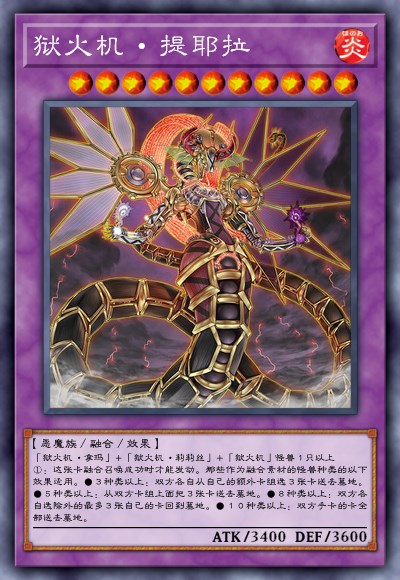 狱火机·提耶拉
ほのお
炎
【恶魔族/融合/效果】
「狱火机·拿玛」+「狱火机·莉莉丝」+「狱火机」怪兽1只以上
①:这张卡融合召唤成功时才能发动。那些作为融合素材的怪兽种类的以下
效果适用。●3种类以上:双方各自从自己的额外卡组选3张卡送去墓地。
●5种类以上:从双方卡组上面把3张卡送去墓地。●8种类以上:双方各
自选除外的最多3张自己的卡回到墓地。●10种类以上:双方手卡的卡全
部送去墓地。
ATK/3400 DEF/3600